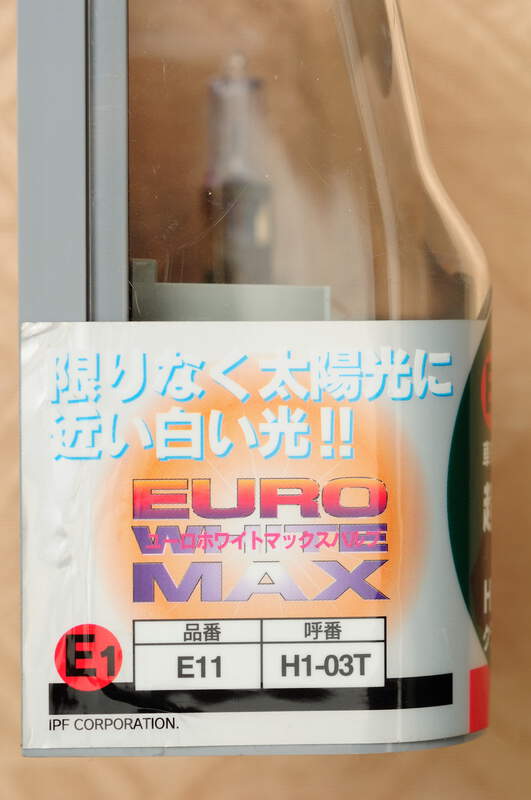 限りなく太陽光に
近い白い光!!
EURO
WHITE
ユーロホワイトマックスバルブ
MAX
品番 呼番
E1 E11 H1-03T
IPF CORPORATION.